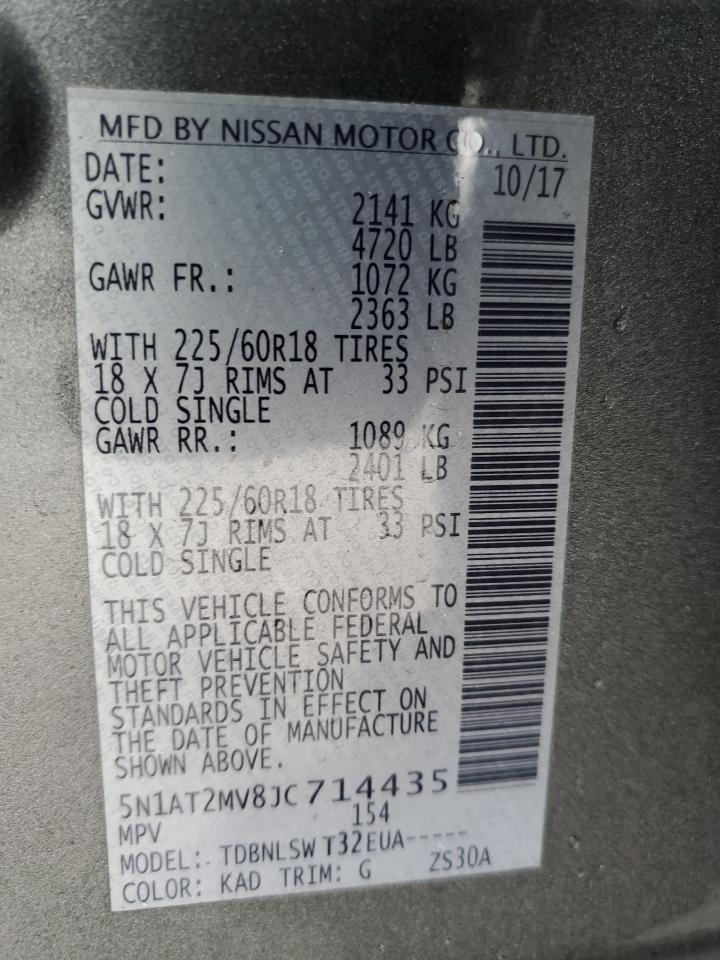 MFD BY NISSAN MOTOR CO., LTD.
DATE: 10/17
GVWR: 2141 KG
4720 LB
GAWR FR.: 1072 KG
2363 LB
WITH 225/60R18 TIRES
18 X 7J RIMS AT 33 PSI
COLD SINGLE
GAWR RR.: 1089 KG
2401 LB
WITH 225/60R18 TIRES
18 X 7J RIMS AT 33 PSI
COLD SINGLE
THIS VEHICLE CONFORMS TO
ALL APPLICABLE FEDERAL
MOTOR VEHICLE SAFETY AND
THEFT PREVENTION
STANDARDS IN EFFECT ON
THE DATE OF MANUFACTURE
SHOWN ABOVE.
5N1AT2MV8JC714435
MPV 154
MODEL: TDBNLSW T32EUA-----
COLOR: KAD TRIM: G ZS30A